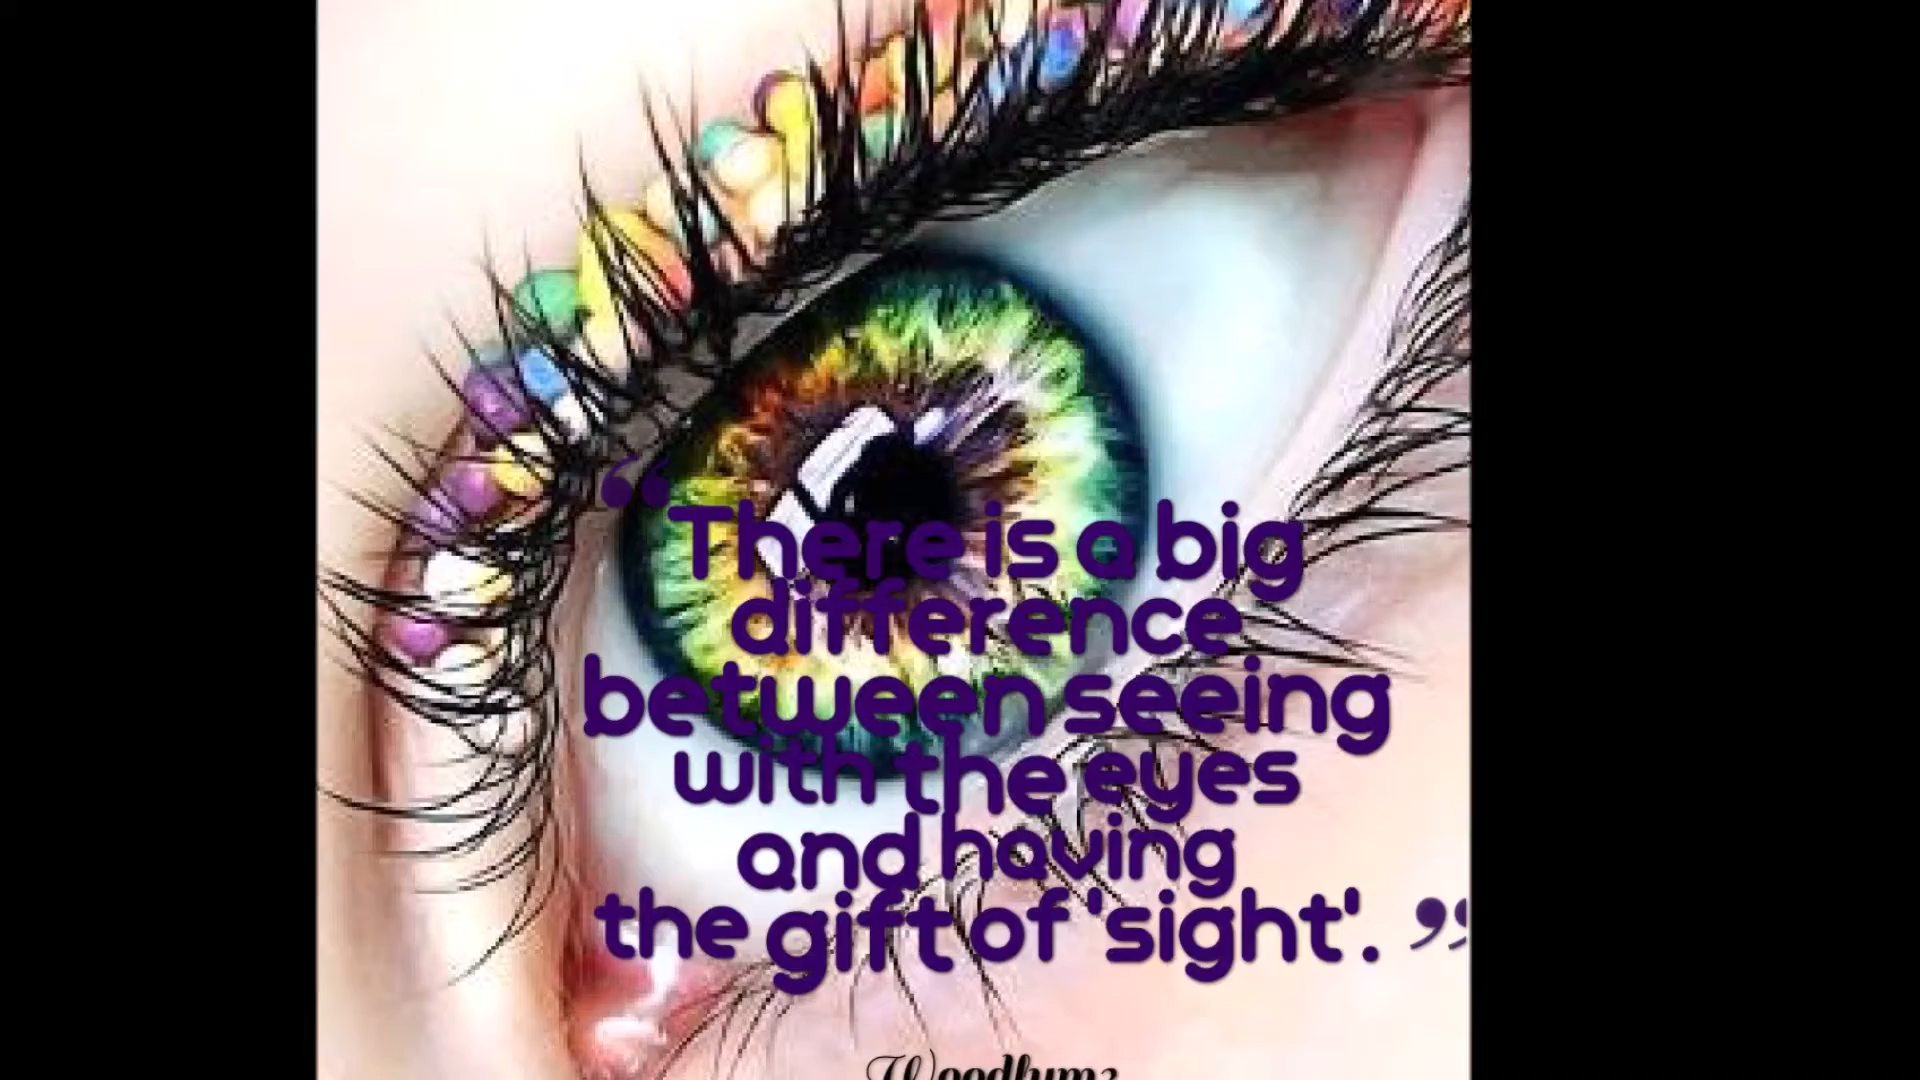 “There is a big
difference
between seeing
with the eyes
and having
the gift of 'sight'.”